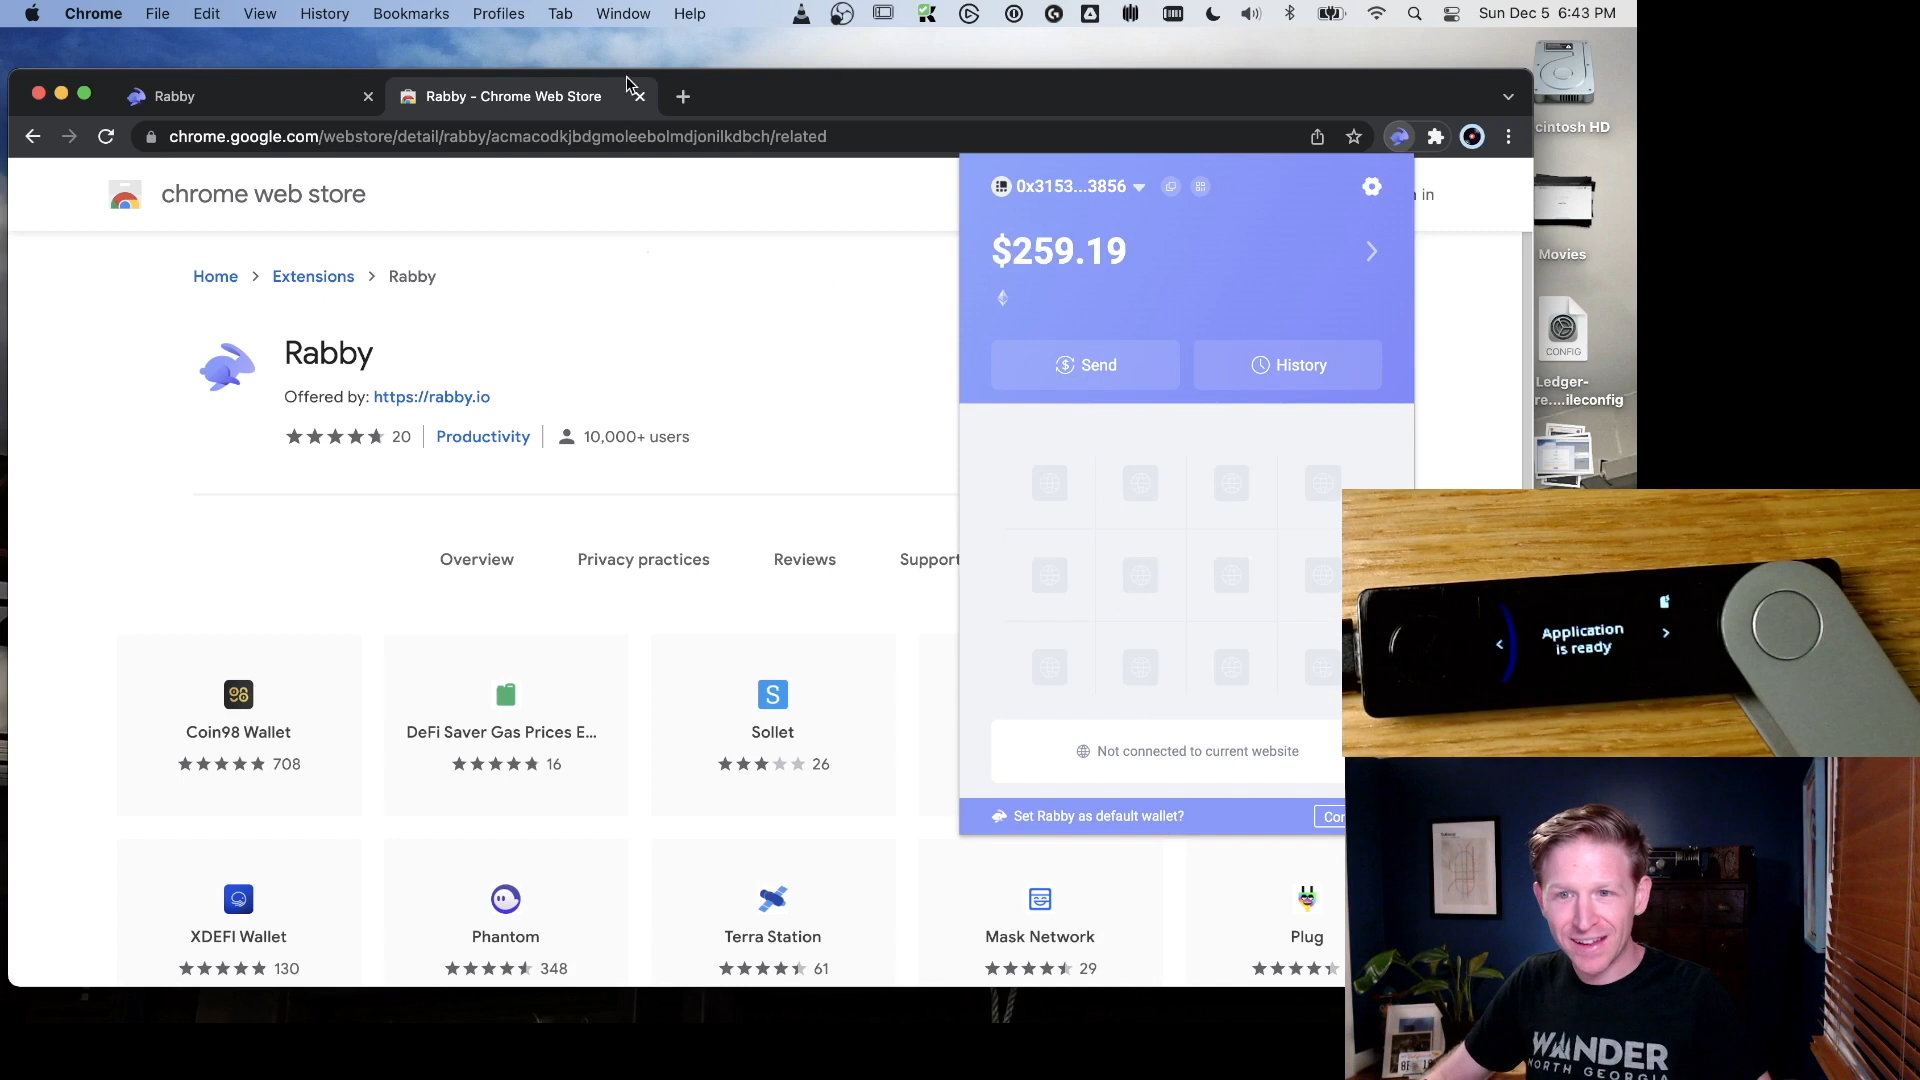 Chrome File Edit View History Bookmarks Profiles Tab Window Help
Sun Dec 5 6:43 PM
Rabby
Rabby - Chrome Web Store
chrome.google.com/webstore/detail/rabby/acmacodkjbdgmoleebolmdjonilkdbch/related
chrome web store
in
Home > Extensions > Rabby
Rabby
Offered by: https://rabby.io
20 Productivity 10,000+ users
Overview Privacy practices Reviews Support
Coin98 Wallet
708
DeFi Saver Gas Prices E...
16
Sollet
26
XDEFI Wallet
130
Phantom
348
Terra Station
61
Mask Network
29
Plug
0x3153...3856
$259.19
Send
History
Not connected to current website
Set Rabby as default wallet?
Con
cintosh HD
Movies
CONFIG
Ledger-
re....ileconfig
Application
is ready
WANDER
NORTH GEORGIA